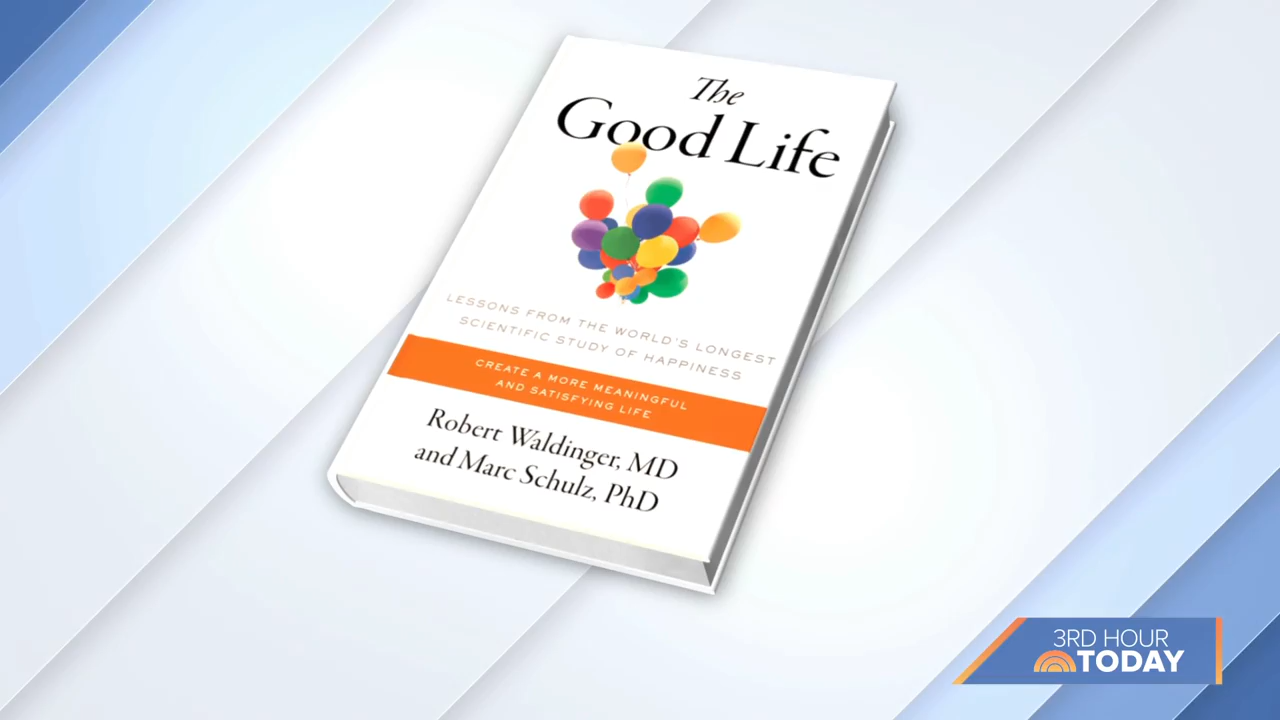 The
Good Life
LESSONS FROM THE WORLD'S LONGEST
SCIENTIFIC STUDY OF HAPPINESS
CREATE A MORE MEANINGFUL
AND SATISFYING LIFE
Robert Waldinger, MD
and Marc Schulz, PhD
3RD HOUR
TODAY